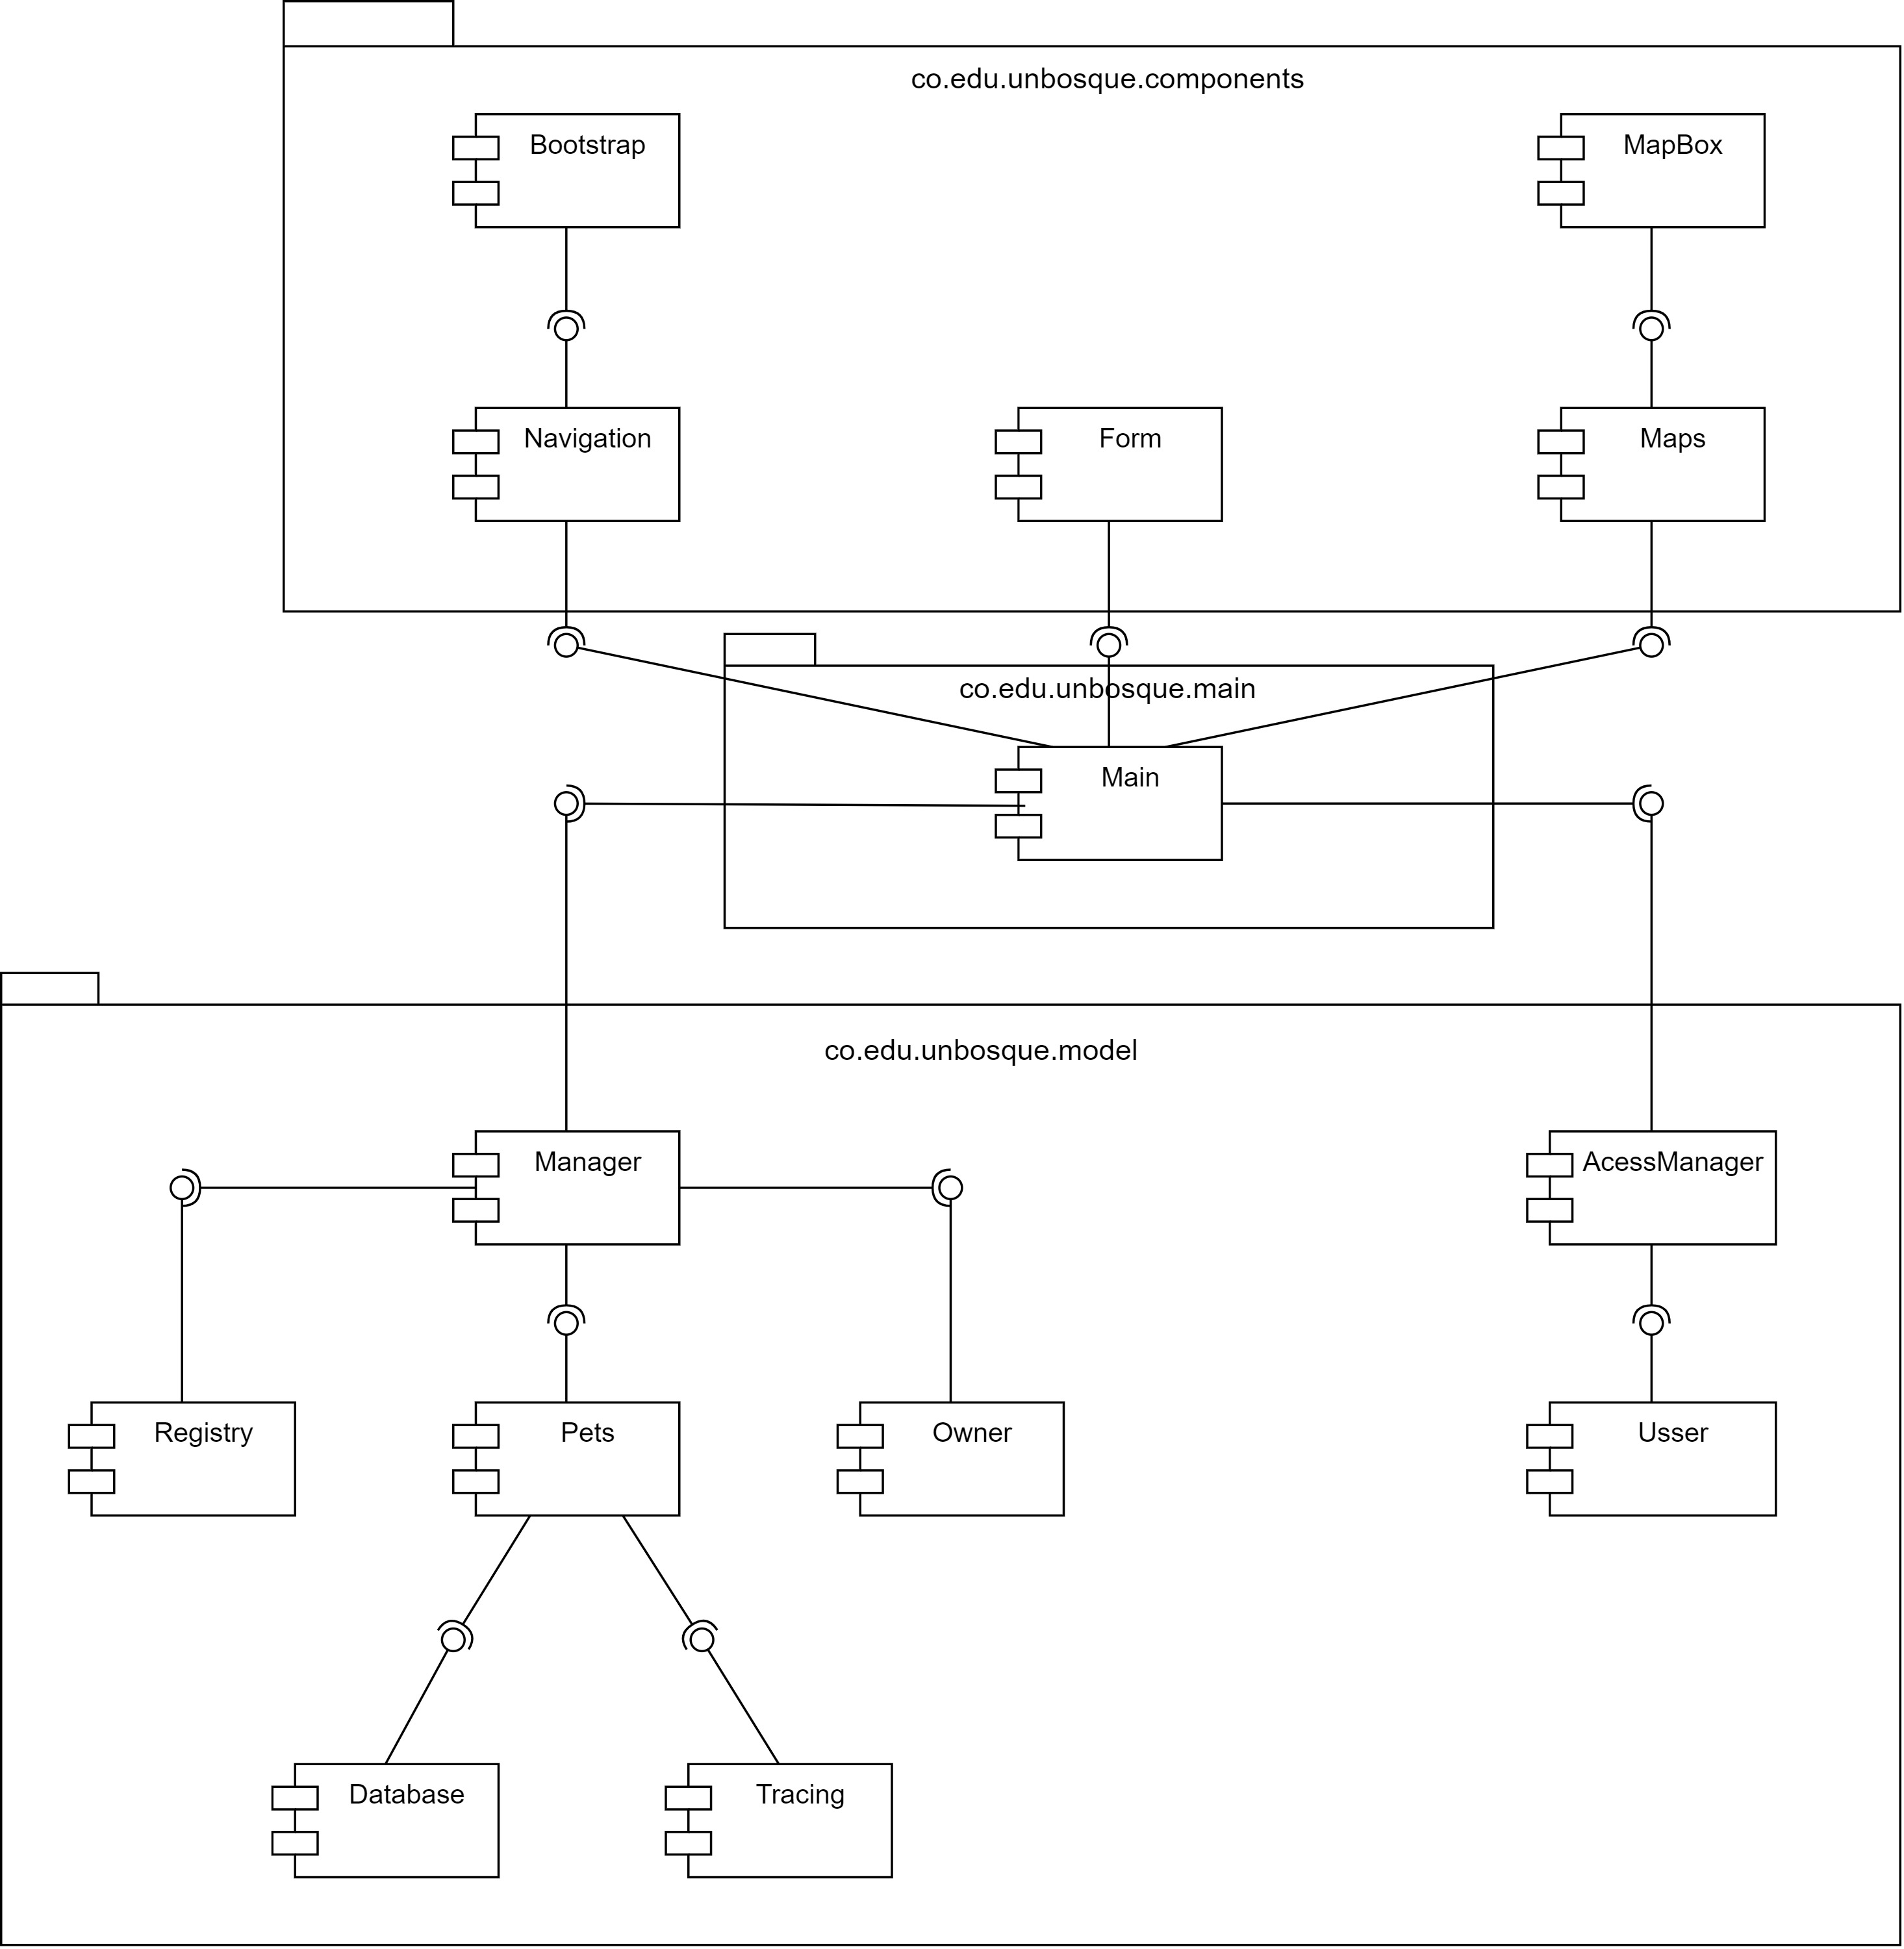 co.edu.unbosque.components
Bootstrap
MapBox
Navigation
Form
Maps
co.edu.unbosque.main
Main
co.edu.unbosque.model
Manager
AcessManager
Registry
Pets
Owner
Usser
Database
Tracing